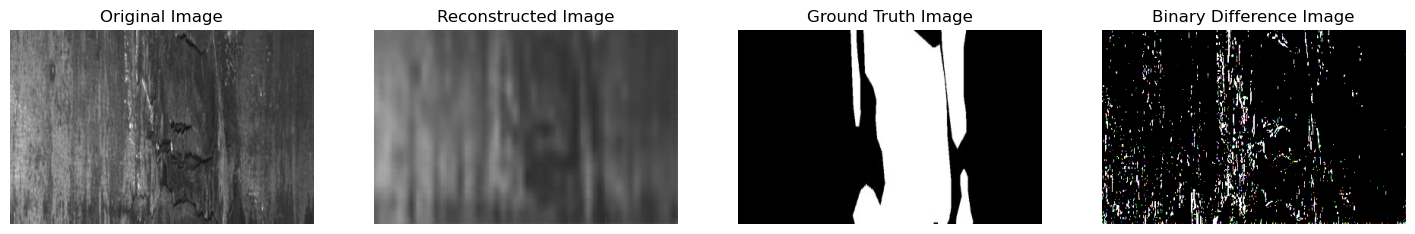 Original Image
Reconstructed Image
Ground Truth Image
Binary Difference Image